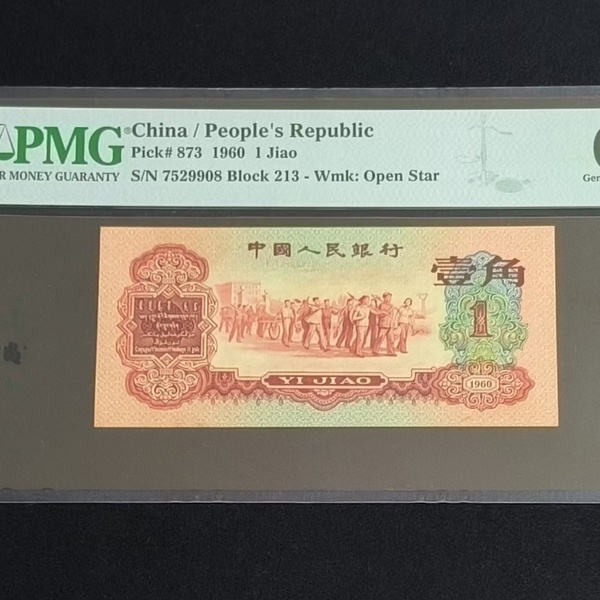 PMG
China / People's Republic
Pick# 873 1960 1 Jiao
R MONEY GUARANTY
S/N 7529908 Block 213 - Wmk: Open Star
Gen
中國人民銀行
壹角
1
YI JIAO
1960